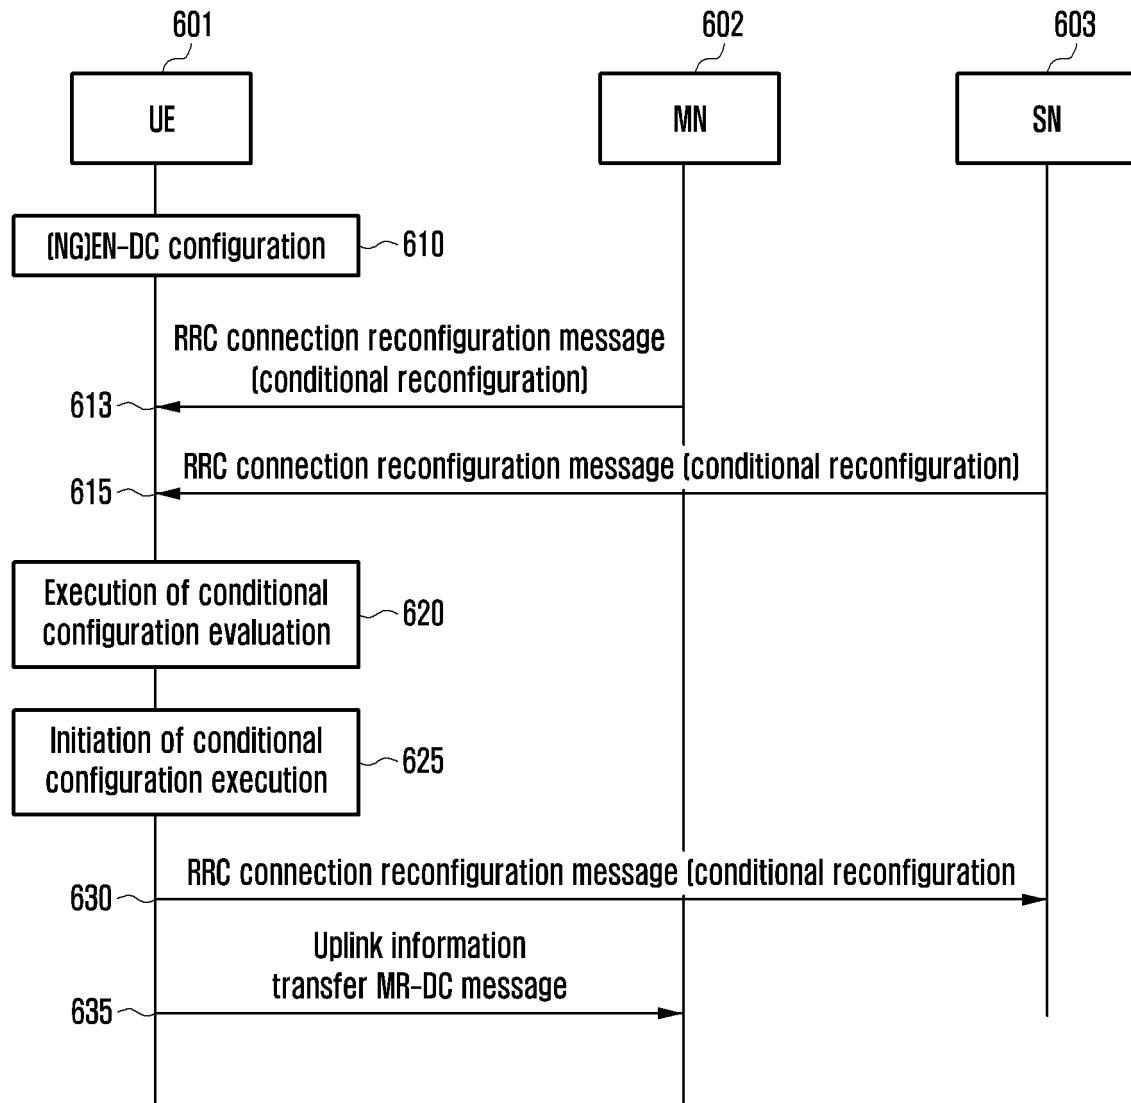 601
602
603
UE
MN
SN
(NG)EN-DC configuration
610
RRC connection reconfiguration message
(conditional reconfiguration)
613
RRC connection reconfiguration message (conditional reconfiguration)
615
Execution of conditional
configuration evaluation
620
Initiation of conditional
configuration execution
625
RRC connection reconfiguration message (conditional reconfiguration
630
Uplink information
transfer MR-DC message
635